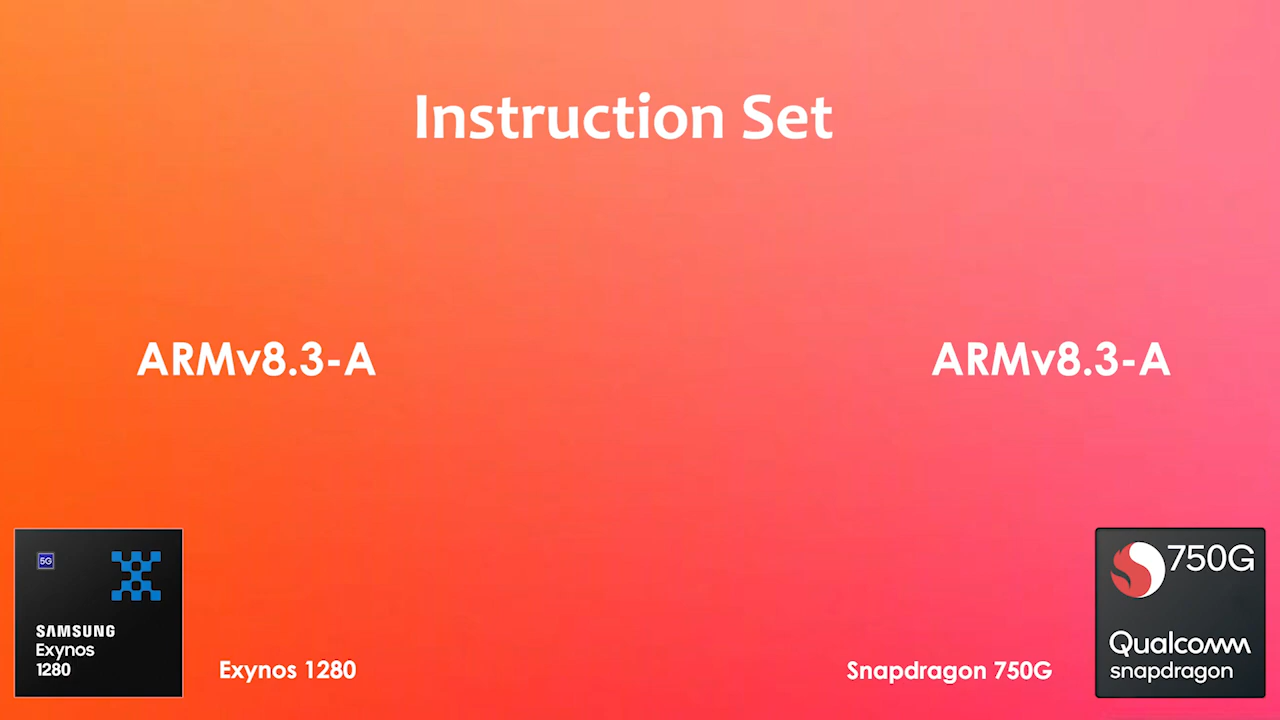 Instruction Set
ARMv8.3-A
ARMv8.3-A
5G
SAMSUNG
Exynos
1280
Exynos 1280
Snapdragon 750G
750G
Qualcomm
snapdragon